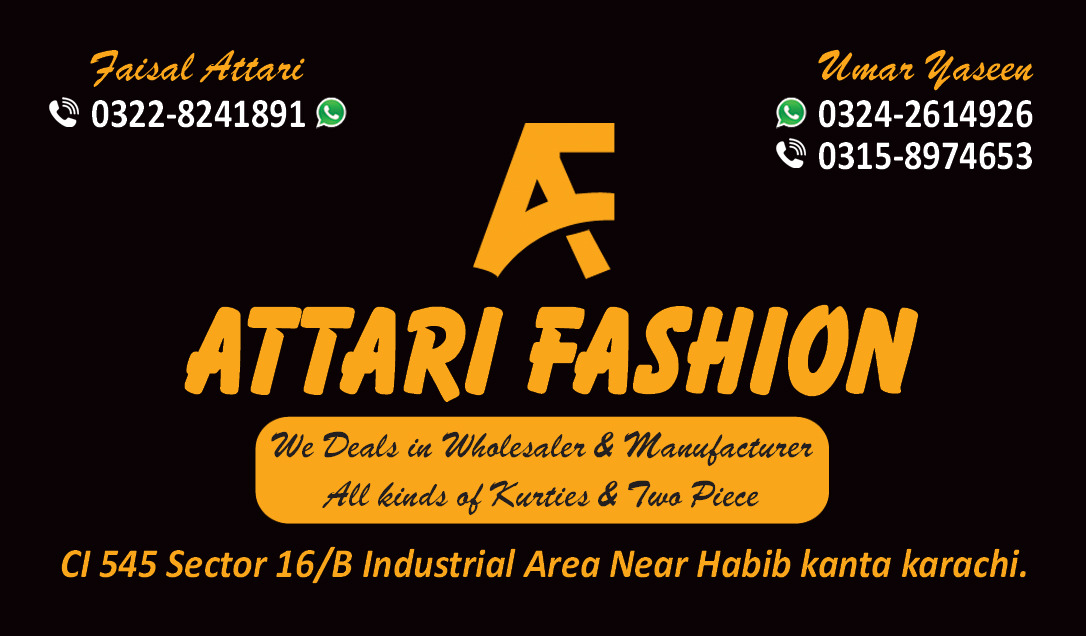 Faisal Attari
0322-8241891
Umar Yaseen
0324-2614926
0315-8974653
AF
ATTARI FASHION
We Deals in Wholesaler & Manufacturer
All kinds of Kurties & Two Piece
CI 545 Sector 16/B Industrial Area Near Habib kanta karachi.